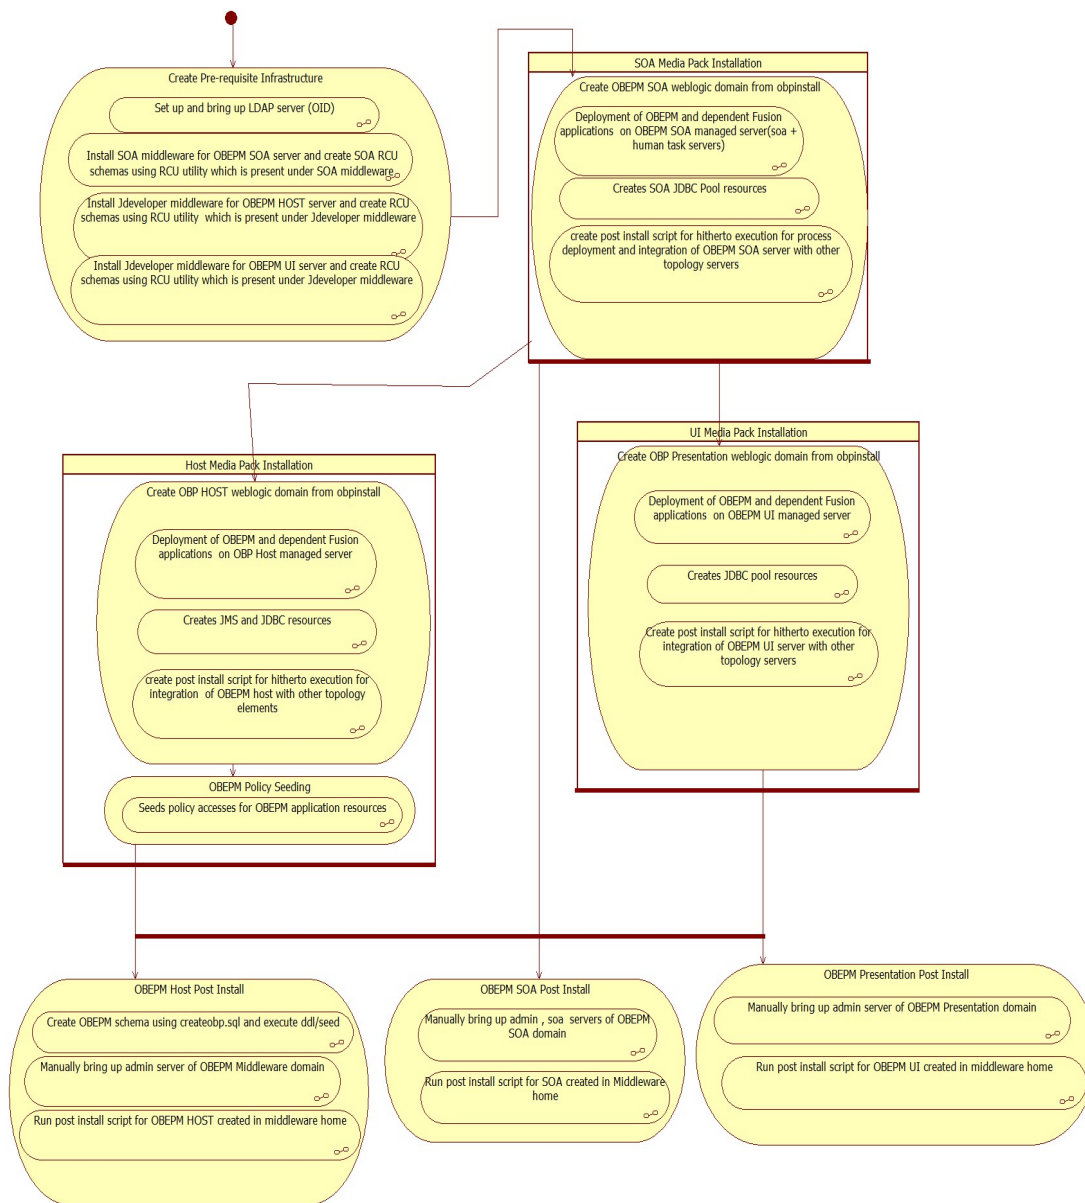 Create Pre-requisite Infrastructure
Set up and bring up LDAP server (OID)
Install SOA middleware for OBEPM SOA server and create SOA RCU
schemas using RCU utility which is present under SOA middleware
Install Jdeveloper middleware for OBEPM HOST server and create RCU
schemas using RCU utility which is present under Jdeveloper middleware
Install Jdeveloper middleware for OBEPM UI server and create RCU
schemas using RCU utility which is present under Jdeveloper middleware
SOA Media Pack Installation
Create OBEPM SOA weblogic domain from obpinstall
Deployment of OBEPM and dependent Fusion
applications on OBEPM SOA managed server(soa +
human task servers)
Creates SOA JDBC Pool resources
create post install script for hitherto execution for process
deployment and integration of OBEPM SOA server with other
topology servers
Host Media Pack Installation
Create OBP HOST weblogic domain from obpinstall
Deployment of OBEPM and dependent Fusion
applications on OBP Host managed server
Creates JMS and JDBC resources
create post install script for hitherto execution for
integration of OBEPM host with other topology
elements
OBEPM Policy Seeding
Seeds policy accesses for OBEPM application resources
UI Media Pack Installation
Create OBP Presentation weblogic domain from obpinstall
Deployment of OBEPM and dependent Fusion
applications on OBEPM UI managed server
Creates JDBC pool resources
Create post install script for hitherto execution for
integration of OBEPM UI server with other
topology servers
OBEPM Host Post Install
Create OBEPM schema using createobp.sql and execute ddl/seed
Manually bring up admin server of OBEPM Middleware domain
Run post install script for OBEPM HOST created in middleware home
OBEPM SOA Post Install
Manually bring up admin , soa servers of OBEPM
SOA domain
Run post install script for SOA created in Middleware
home
OBEPM Presentation Post Install
Manually bring up admin server of OBEPM Presentation domain
Run post install script for OBEPM UI created in middleware home